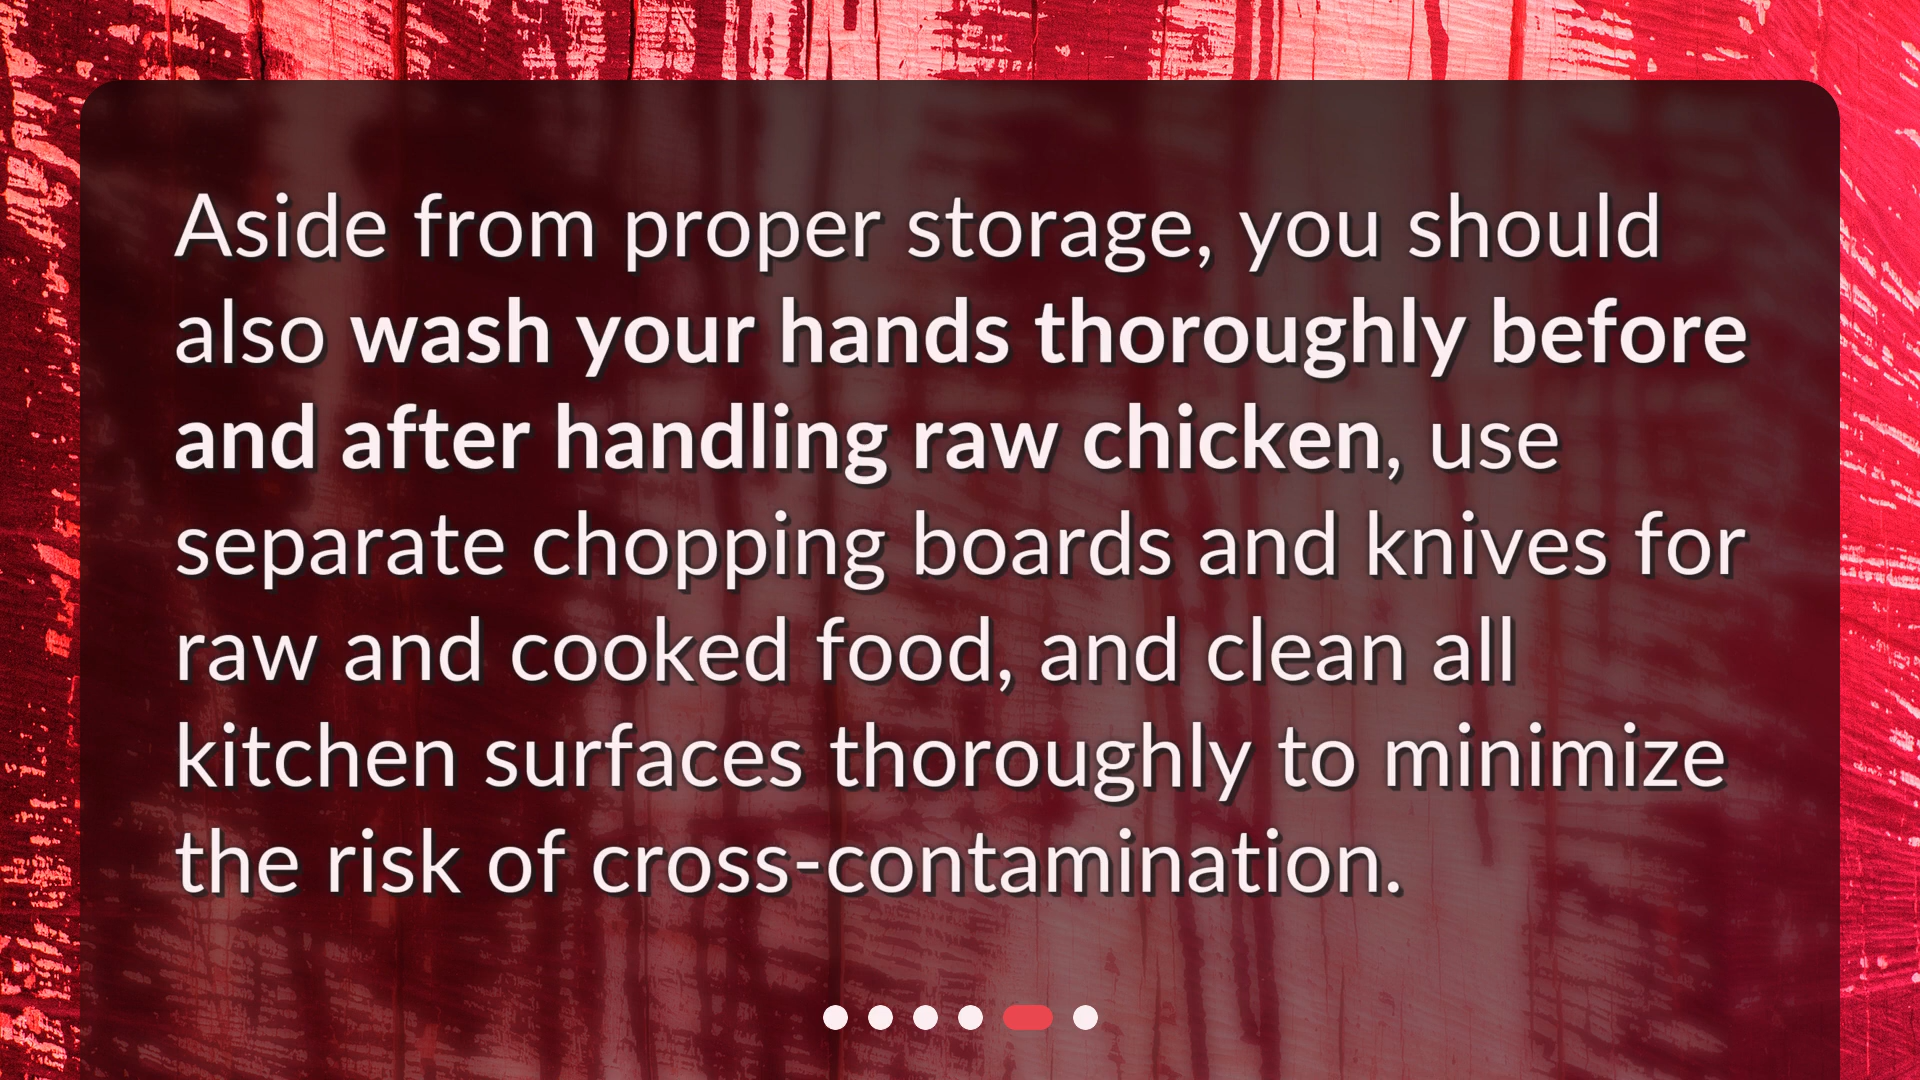 Aside from proper storage, you should
also wash your hands thoroughly before
and after handling raw chicken, use
separate chopping boards and knives for
raw and cooked food, and clean all
kitchen surfaces thoroughly to minimize
the risk of cross-contamination.